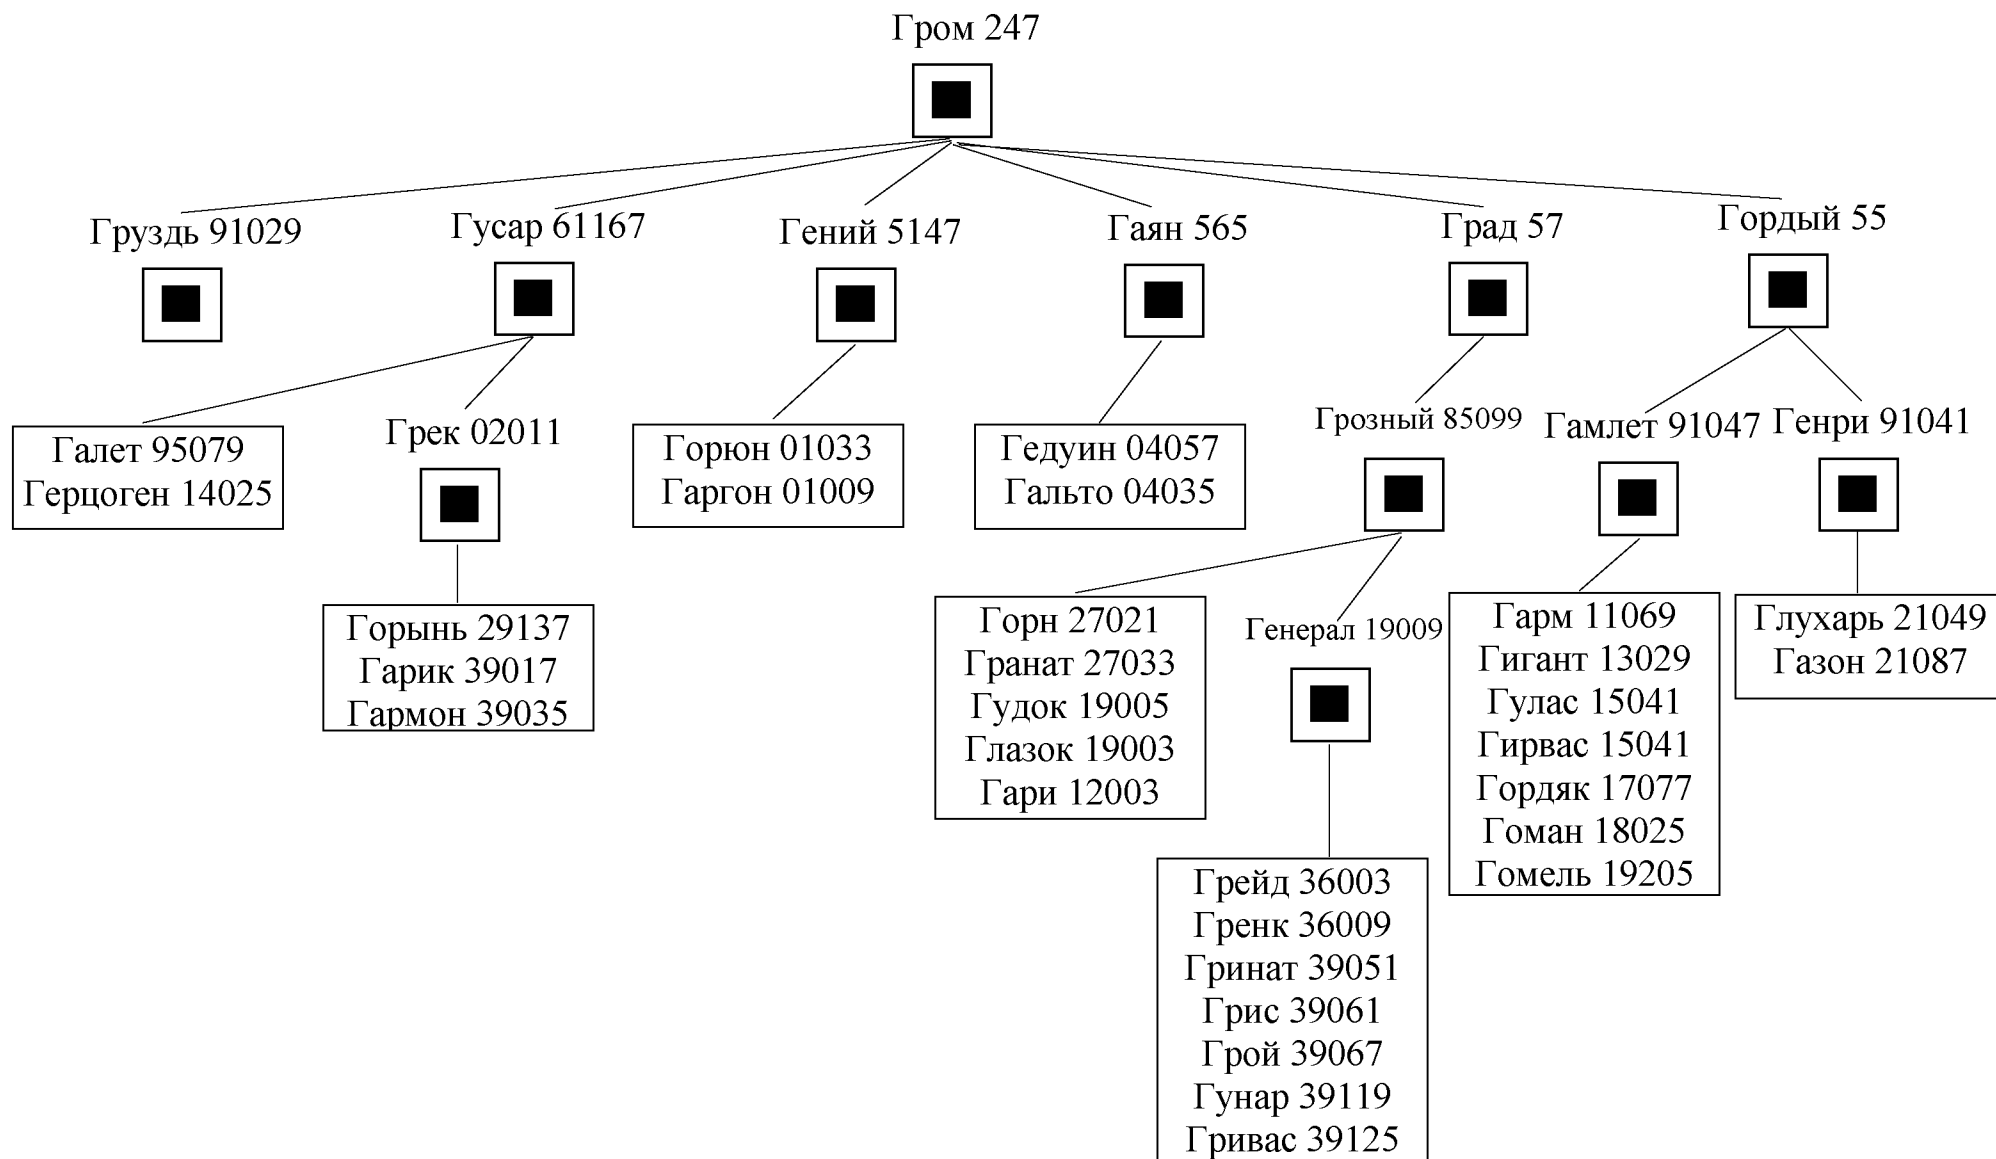 Гром 247
Груздь 91029
Гусар 61167
Гений 5147
Гаян 565
Град 57
Гордый 55
Галет 95079
Герцоген 14025
Грек 02011
Горюн 01033
Гаргон 01009
Гедуин 04057
Гальто 04035
Грозный 85099
Гамлет 91047
Генри 91041
Горынь 29137
Гарик 39017
Гармон 39035
Горн 27021
Гранат 27033
Гудок 19005
Глазок 19003
Гари 12003
Генерал 19009
Гарм 11069
Гигант 13029
Гулас 15041
Гирвас 15041
Гордяк 17077
Гоман 18025
Гомель 19205
Глухарь 21049
Газон 21087
Грейд 36003
Гренк 36009
Гринат 39051
Грис 39061
Грой 39067
Гунар 39119
Гривас 39125